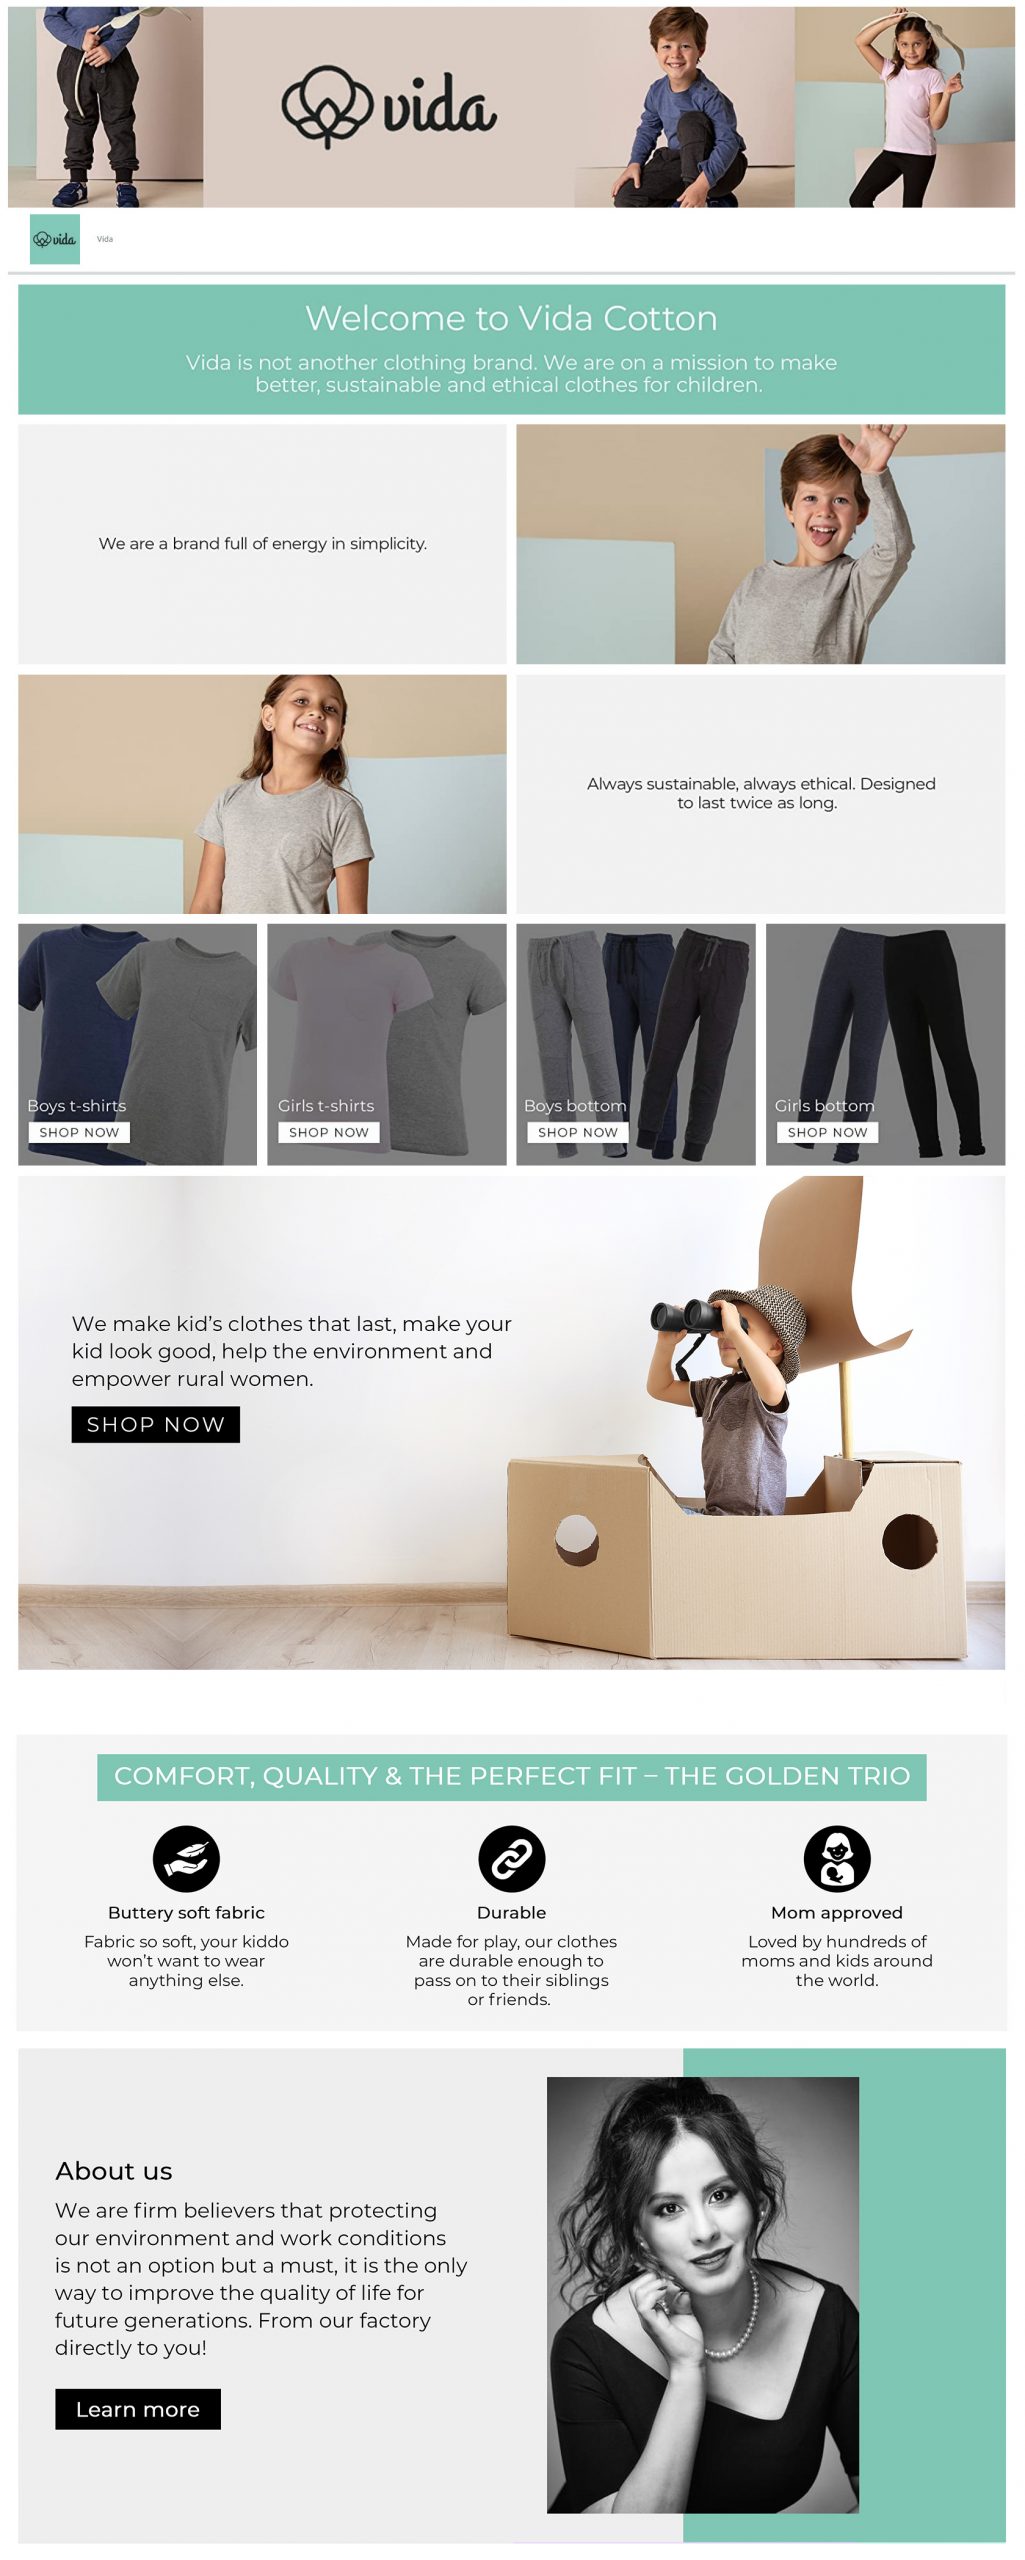 vida
vida
Vida
Welcome to Vida Cotton
Vida is not another clothing brand. We are on a mission to make
better, sustainable and ethical clothes for children.
We are a brand full of energy in simplicity.
Always sustainable, always ethical. Designed
to last twice as long.
Boys t-shirts
SHOP NOW
Girls t-shirts
SHOP NOW
Boys bottom
SHOP NOW
Girls bottom
SHOP NOW
We make kid's clothes that last, make your
kid look good, help the environment and
empower rural women.
SHOP NOW
COMFORT, QUALITY & THE PERFECT FIT – THE GOLDEN TRIO
Buttery soft fabric
Fabric so soft, your kiddo
won't want to wear
anything else.
Durable
Made for play, our clothes
are durable enough to
pass on to their siblings
or friends.
Mom approved
Loved by hundreds of
moms and kids around
the world.
About us
We are firm believers that protecting
our environment and work conditions
is not an option but a must, it is the only
way to improve the quality of life for
future generations. From our factory
directly to you!
Learn more